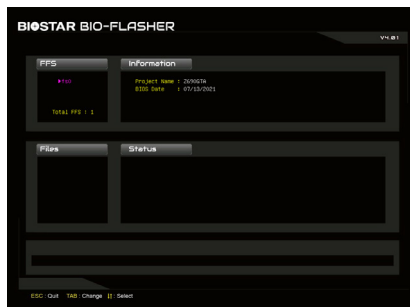 BIOSTAR BIO-FLASHER
V4.01
FFS
Information
fs0
Project Name : Z690GTA
BIOS Date : 07/13/2021
Total FFS : 1
Files
Status
ESC : Quit TAB : Change ↕ : Select